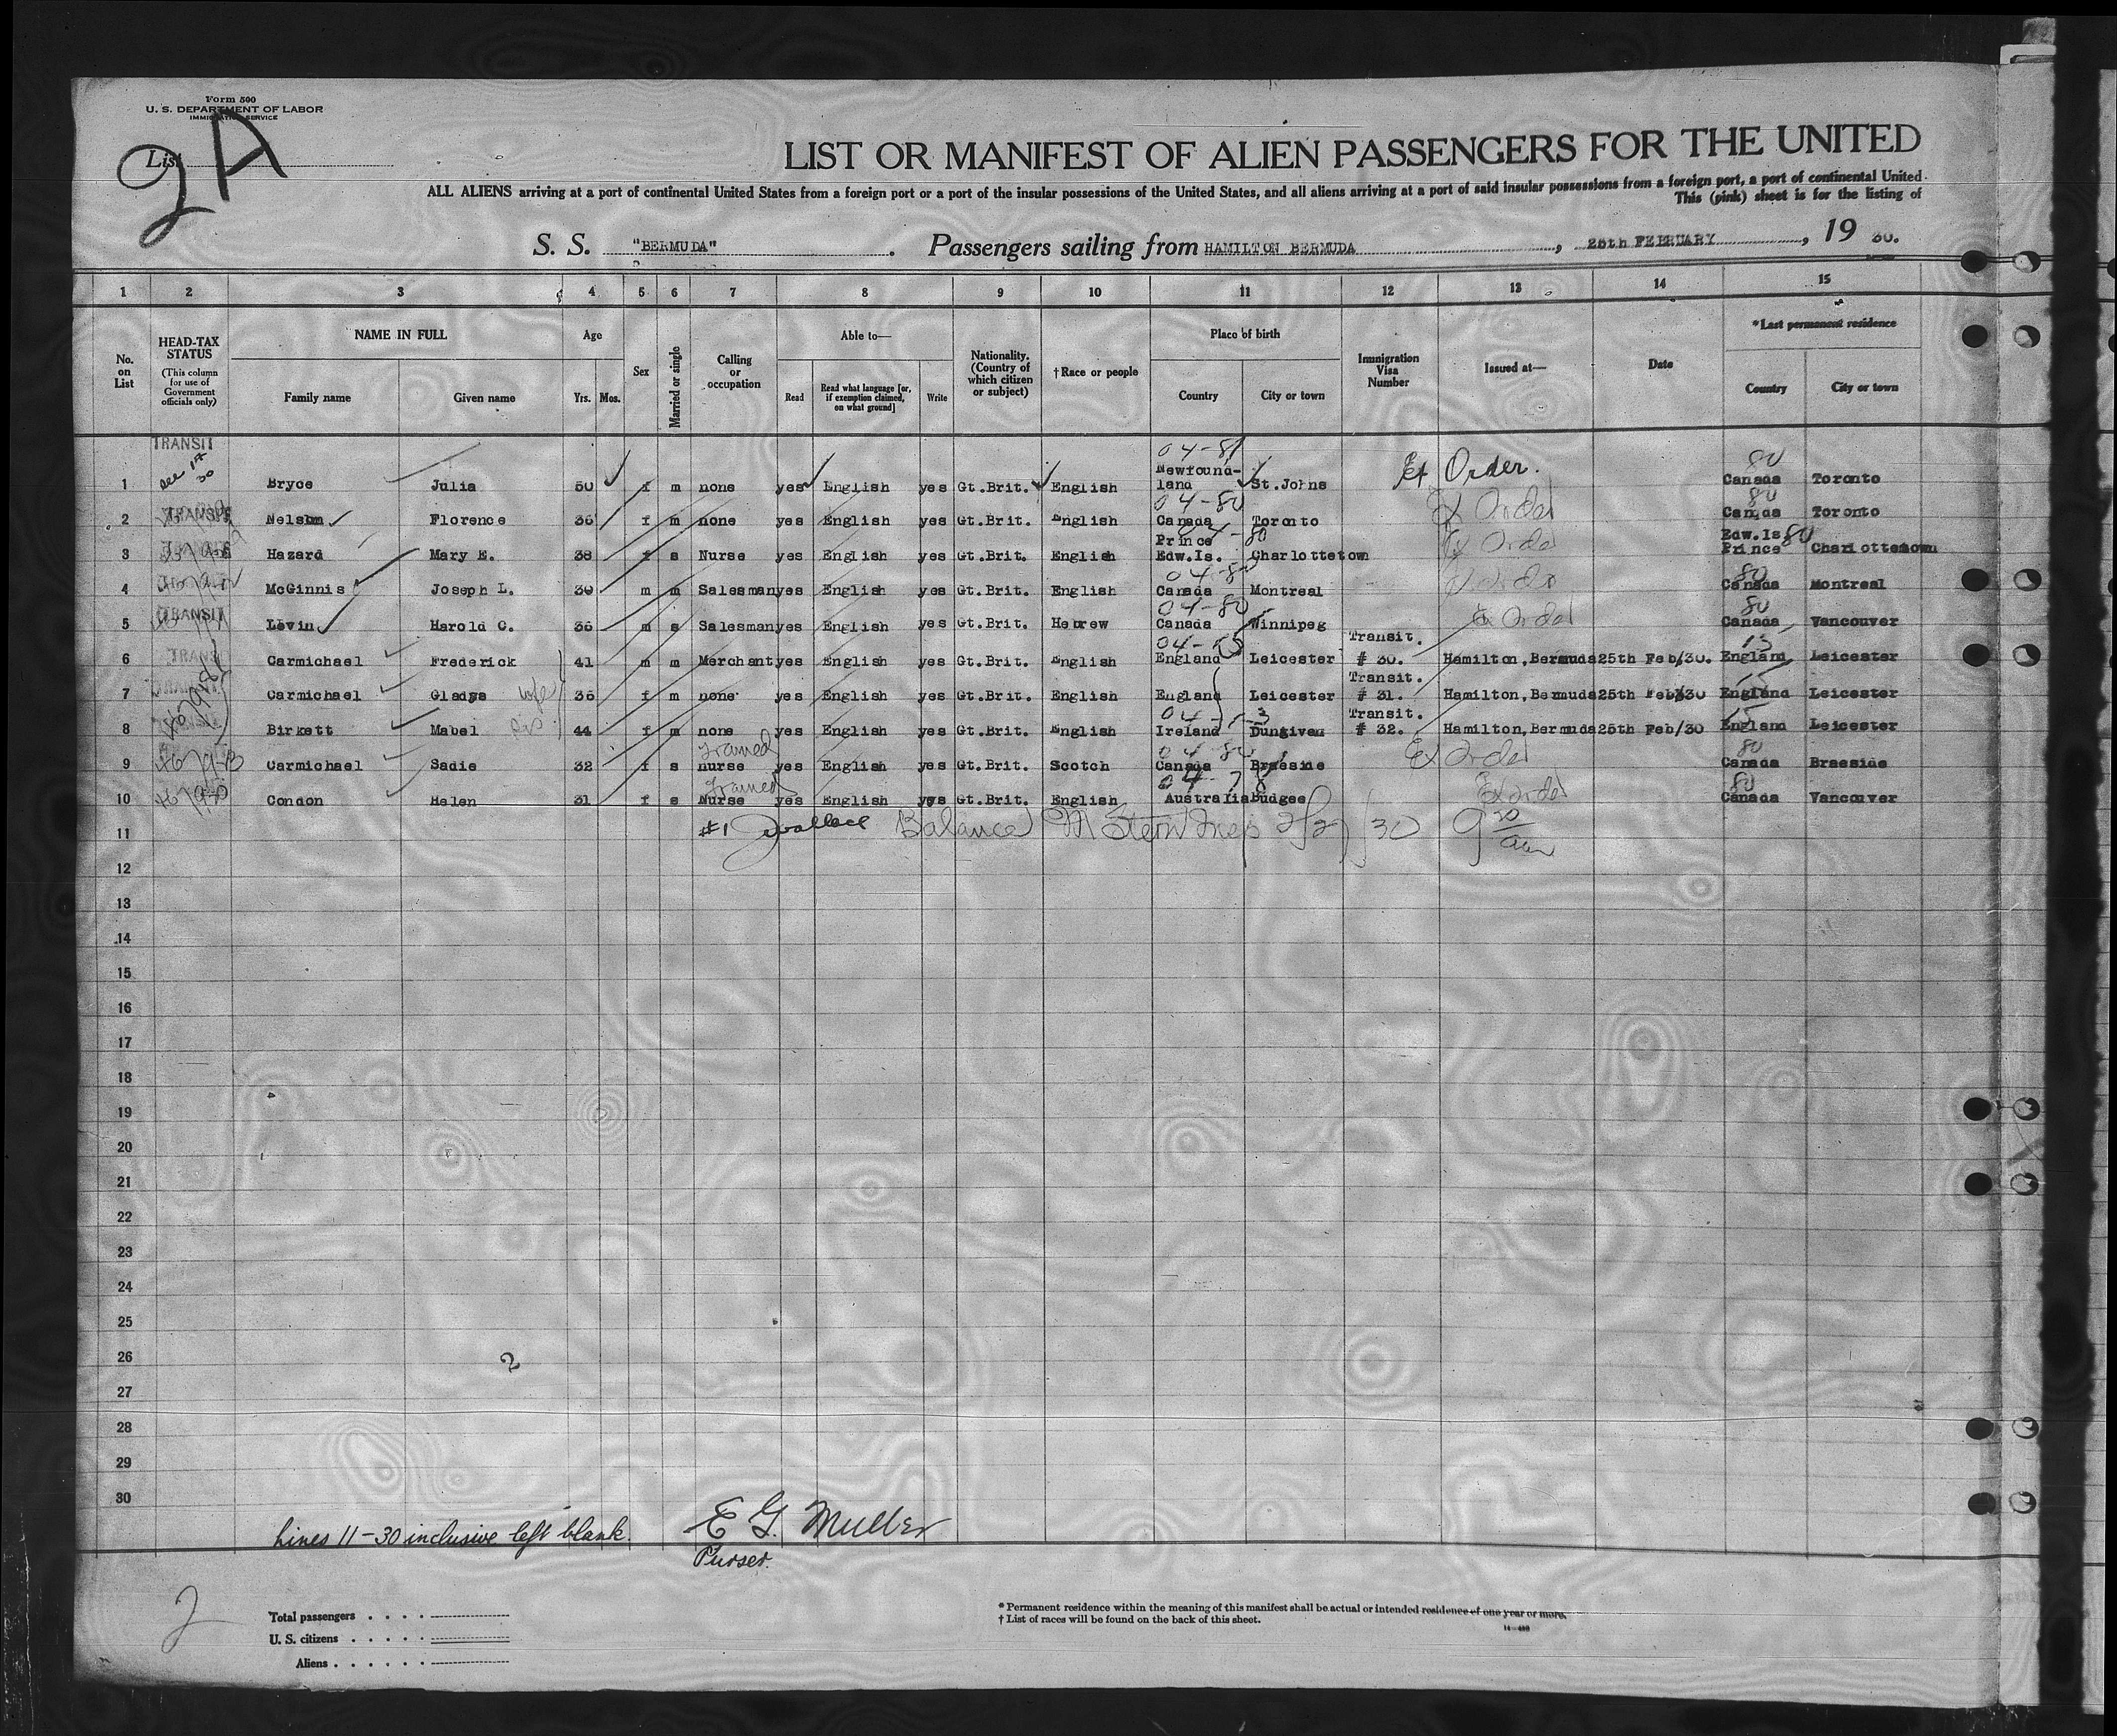 Form 500
U. S. DEPARTMENT OF LABOR
IMMIGRATION SERVICE
List
2A
LIST OR MANIFEST OF ALIEN PASSENGERS FOR THE UNITED
ALL ALIENS arriving at a port of continental United States from a foreign port or a port of the insular possessions of the United States, and all aliens arriving at a port of said insular possessions from a foreign port, a port of continental United
This (pink) sheet is for the listing of
S. S. "BERMUDA". Passengers sailing from HAMILTON BERMUDA, 25th FEBRUARY, 19 30.
1 2 3 4 5 6 7 8 9 10 11 12 13 14 15
No. on List
HEAD-TAX STATUS (This column for use of Government officials only)
NAME IN FULL
Family name Given name
Age
Yrs. Mos.
Sex
Married or single
Calling or occupation
Able to—
Read Read what language [or, if exemption claimed, on what ground] Write
Nationality. (Country of which citizen or subject)
†Race or people
Place of birth
Country City or town
Immigration Visa Number
Issued at—
Date
*Last permanent residence
Country City or town
TRANSIT 04-81
1 Bryce Julia 50 f m none yes English yes Gt.Brit. English Newfound-land St.Johns Ex Order. 80 Canada Toronto
04-80
2 Nelson Florence 36 f m none yes English yes Gt.Brit. English Canada Toronto Ex Order 80 Canada Toronto
3 Hazard Mary E. 38 f s Nurse yes English yes Gt.Brit. English Prince Edw.Is. Charlottetown Ex Order Edw.Is Prince 80 Charlottetown
4 McGinnis Joseph L. 30 m m Salesman yes English yes Gt.Brit. English Canada Montreal 80 Canada Montreal
TRANSIT 04-80
5 Levin Harold C. 36 m s Salesman yes English yes Gt.Brit. Hebrew Canada Winnipeg Ex Order 80 Canada Vancouver
6 Carmichael Frederick 41 m m Merchant yes English yes Gt.Brit. English England Leicester Transit. # 30. Hamilton,Bermuda 25th Feb/30. England Leicester
7 Carmichael Gladys wife 36 f m none yes English yes Gt.Brit. English England Leicester Transit. # 31. Hamilton,Bermuda 25th Feb/30 England Leicester
8 Birkett Mabel 44 f m none yes English yes Gt.Brit. English Ireland Dungiven Transit. # 32. Hamilton,Bermuda 25th Feb/30 England Leicester
9 Carmichael Sadie 32 f s Trained nurse yes English yes Gt.Brit. Scotch Canada Braeside Ex Order 80 Canada Braeside
10 Condon Helen 31 f s Trained Nurse yes English yes Gt.Brit. English Australia Budgee Ex Order 80 Canada Vancouver
11 #1 Wallace Balance M Stern Insp 2/27/30 9 30 am
12
13
14
15
16
17
18
19
20
21
22
23
24
25
26
2
27
28
29
30
Lines 11-30 inclusive left blank. E G. Muller
Purser.
2
Total passengers
U. S. citizens
Aliens
* Permanent residence within the meaning of this manifest shall be actual or intended residence of one year or more.
† List of races will be found on the back of this sheet.